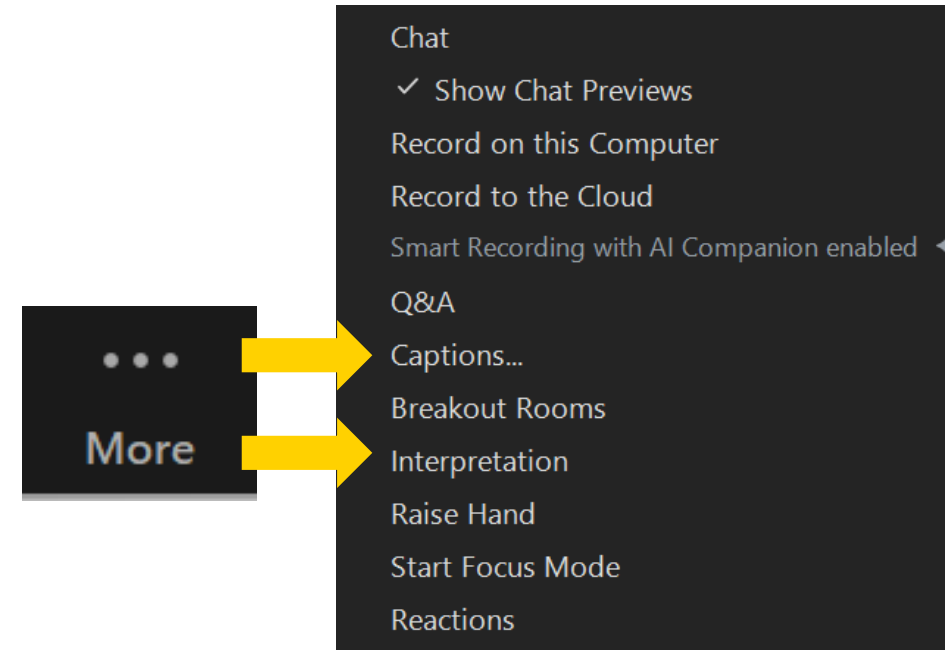 Chat
✓ Show Chat Previews
Record on this Computer
Record to the Cloud
Smart Recording with AI Companion enabled
Q&A
Captions...
Breakout Rooms
Interpretation
Raise Hand
Start Focus Mode
Reactions
More